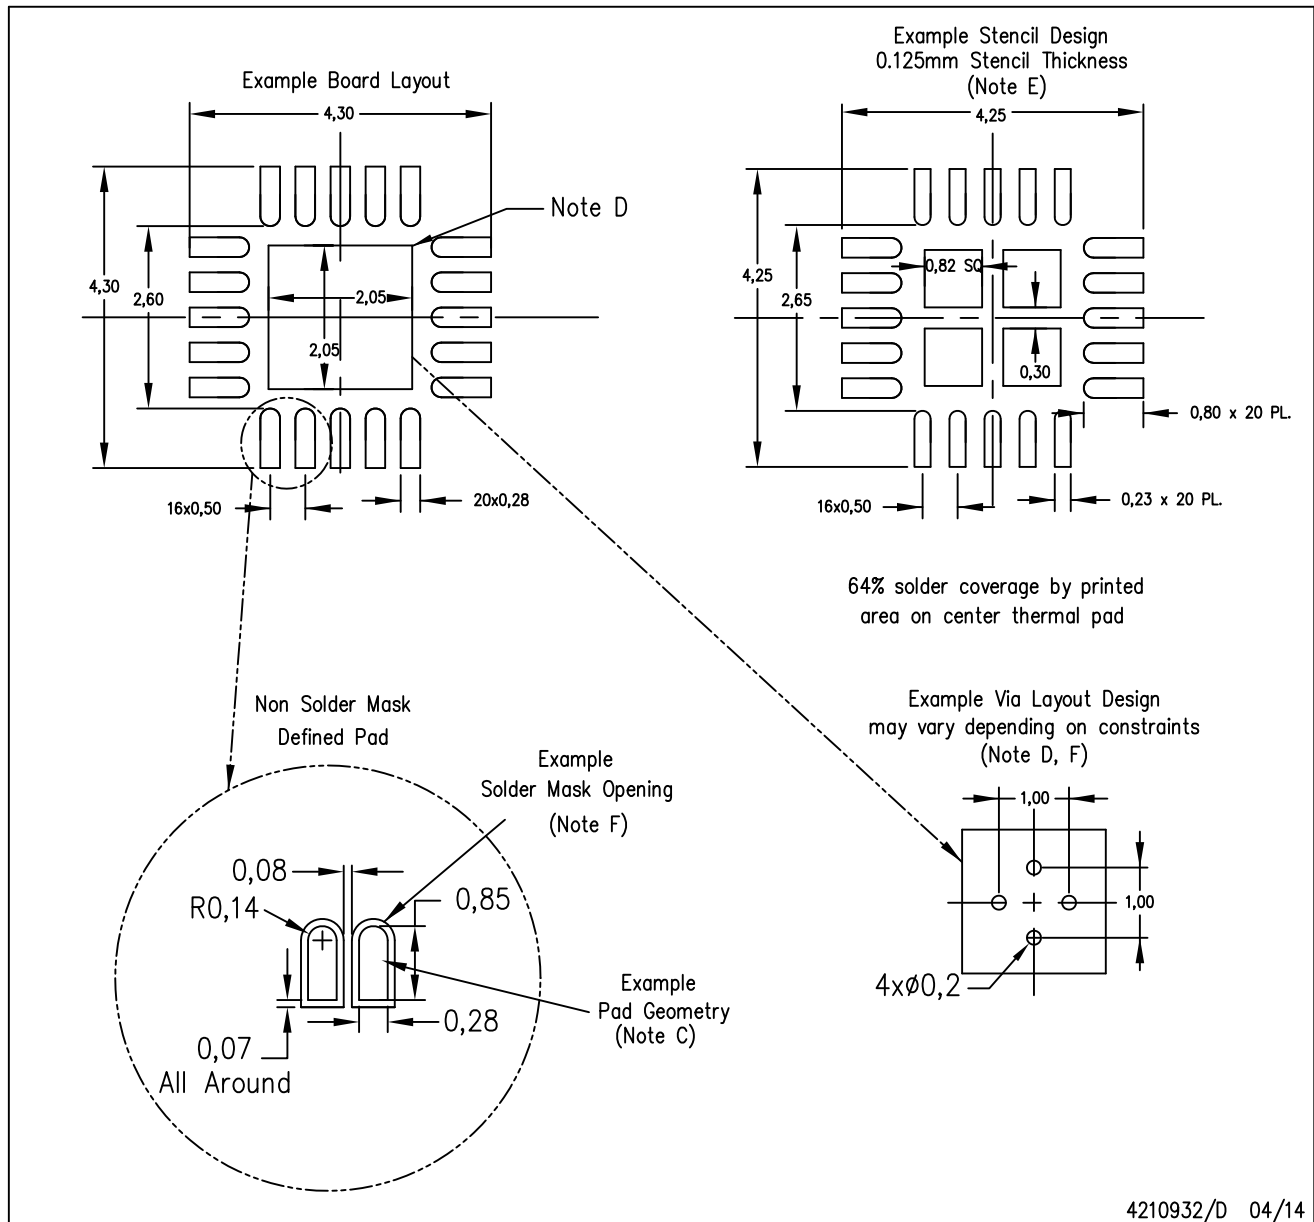 Example Board Layout
4,30
Note D
4,30
2,60
2,05
2,05
16x0,50
20x0,28
Example Stencil Design
0.125mm Stencil Thickness
(Note E)
4,25
4,25
2,65
0,82 SQ
0,30
0,80 x 20 PL.
16x0,50
0,23 x 20 PL.
64% solder coverage by printed
area on center thermal pad
Non Solder Mask
Defined Pad
Example
Solder Mask Opening
(Note F)
0,08
R0,14
0,85
0,28
0,07
All Around
Example
Pad Geometry
(Note C)
Example Via Layout Design
may vary depending on constraints
(Note D, F)
1,00
1,00
4xø0,2
4210932/D 04/14